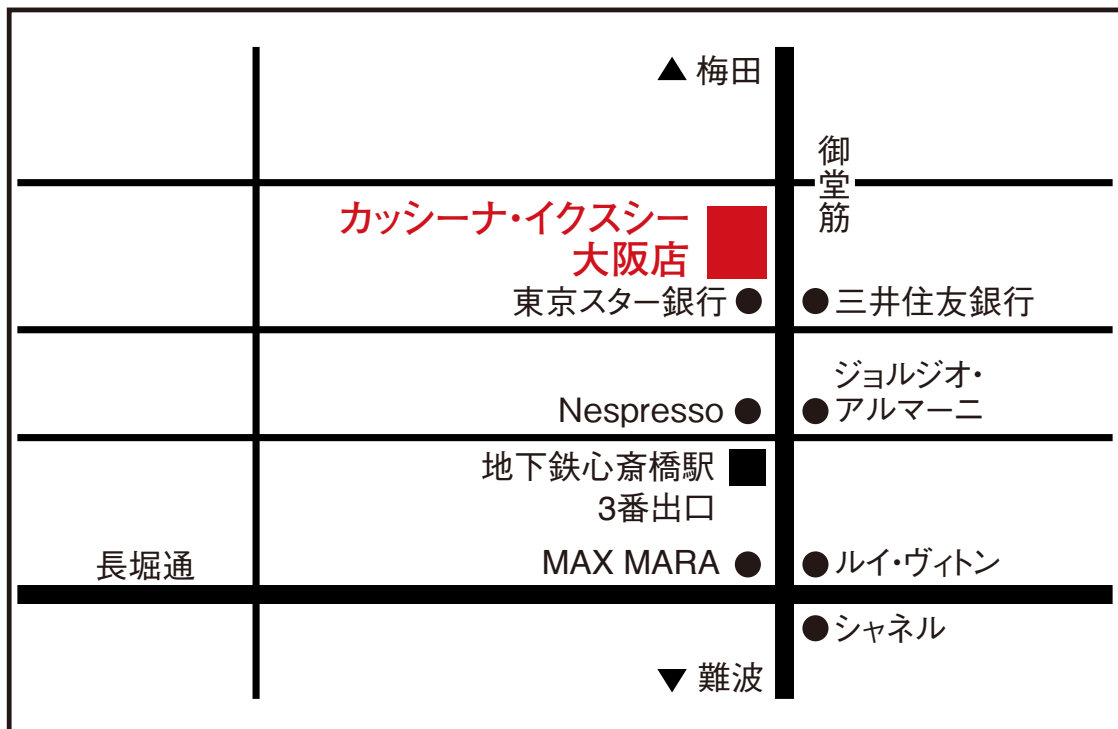 ▲ 梅田
御堂筋
カッシーナ・イクスシー
大阪店
東京スター銀行
三井住友銀行
ジョルジオ・
アルマーニ
Nespresso
地下鉄心斎橋駅
3番出口
長堀通
MAX MARA
ルイ・ヴィトン
シャネル
▼ 難波